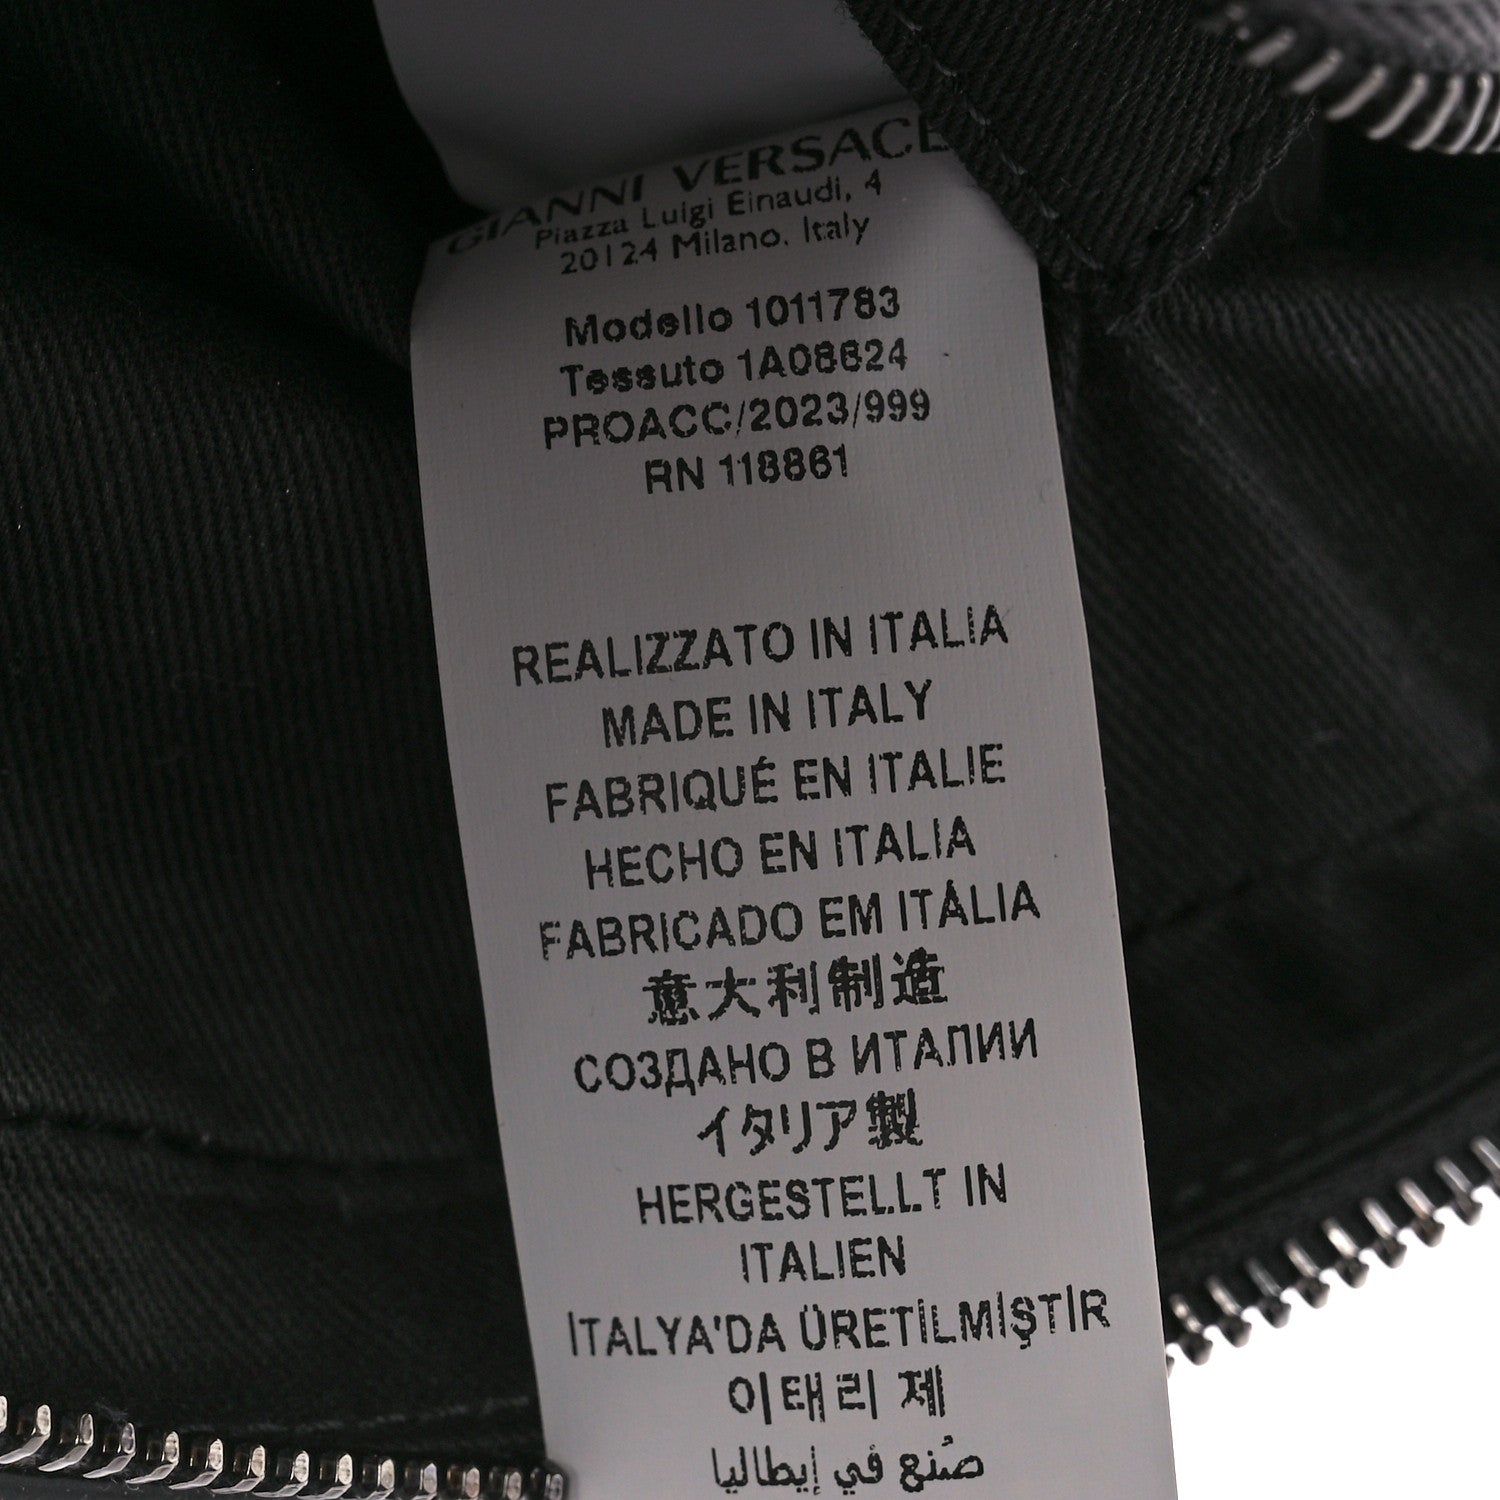 GIANNI VERSACE
Piazza Luigi Einaudi, 4
20124 Milano. Italy
Modello 1011783
Tessuto 1A08824
PROACC/2023/999
RN 118861
REALIZZATO IN ITALIA
MADE IN ITALY
FABRIQUÉ EN ITALIE
HECHO EN ITALIA
FABRICADO EM ITÁLIA
意大利制造
СОЗДАНО В ИТАЛИИ
イタリア製
HERGESTELLT IN
ITALIEN
İTALYA'DA ÜRETİLMİŞTİR
이태리 제
صُنع في إيطاليا